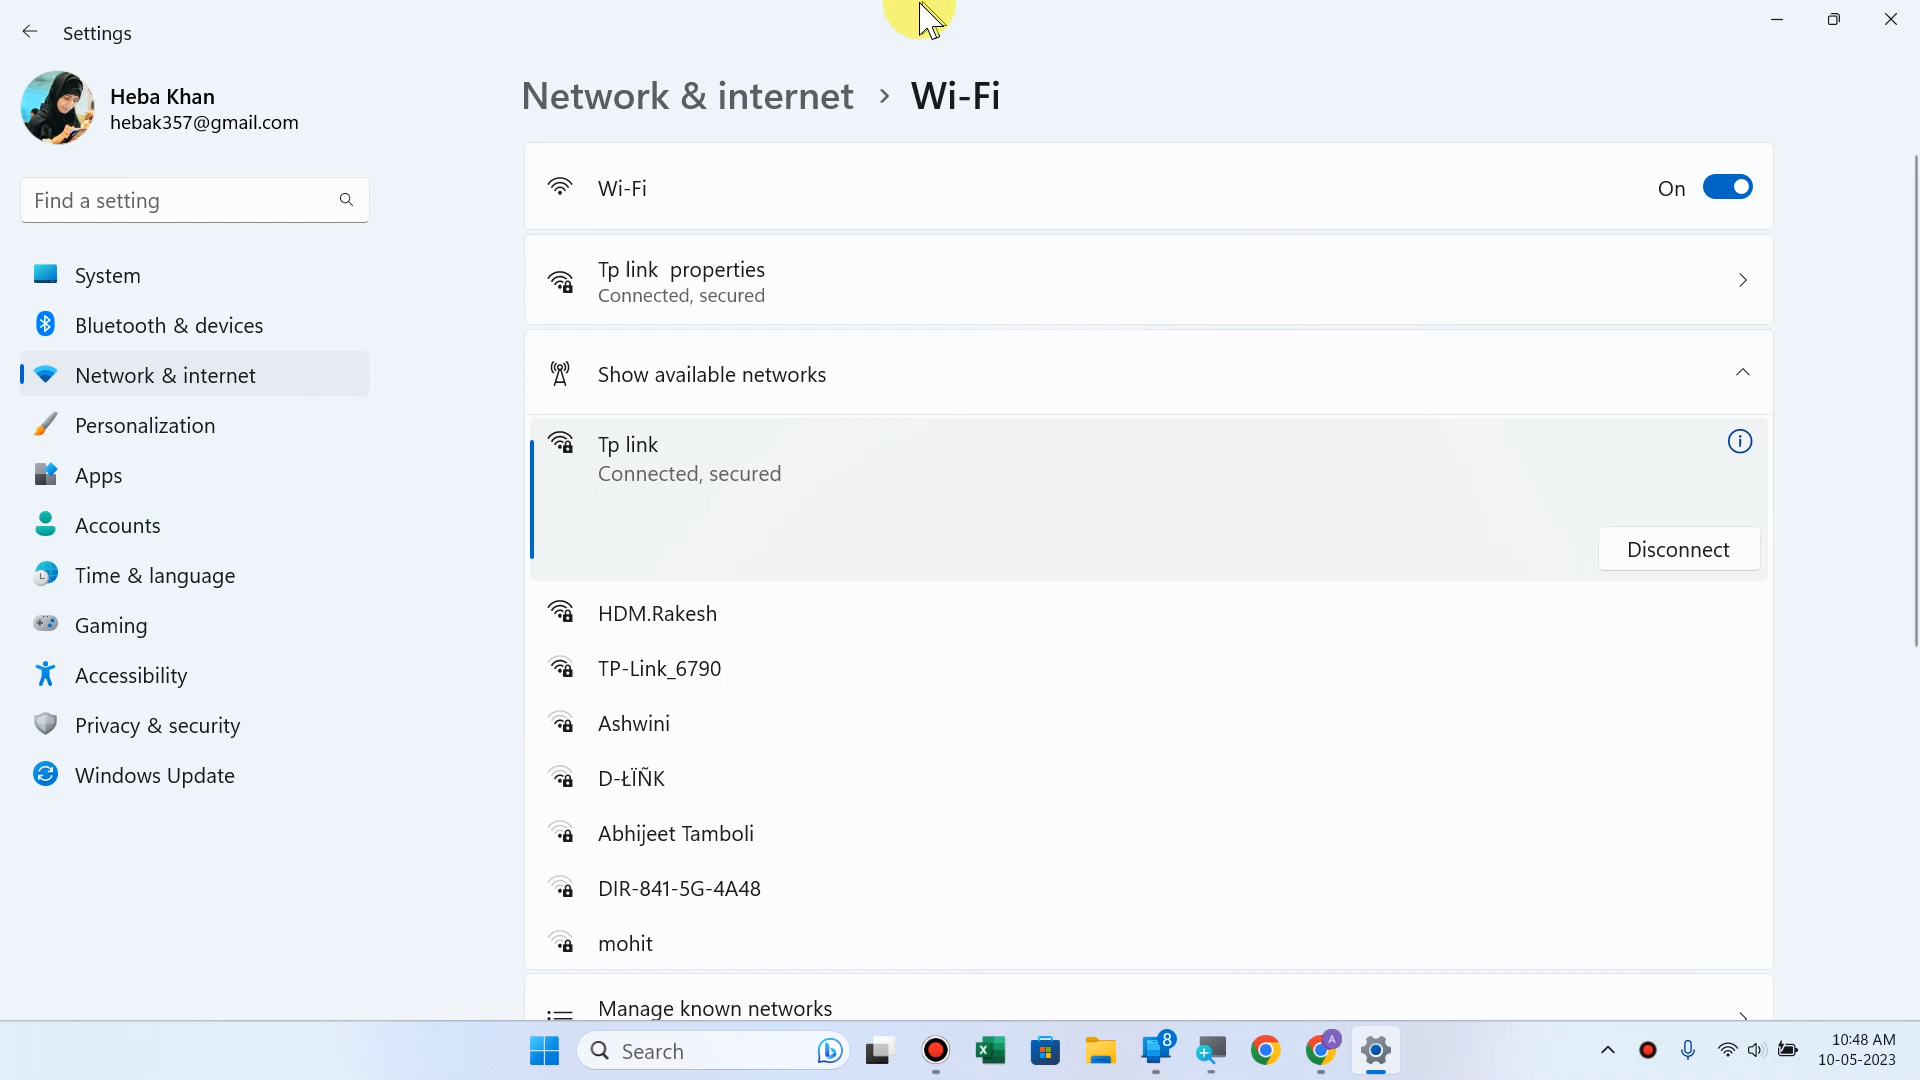 Settings
Heba Khan
hebak357@gmail.com
Find a setting
System
Bluetooth & devices
Network & internet
Personalization
Apps
Accounts
Time & language
Gaming
Accessibility
Privacy & security
Windows Update
Network & internet > Wi-Fi
Wi-Fi
On
Tp link properties
Connected, secured
Show available networks
Tp link
Connected, secured
Disconnect
HDM.Rakesh
TP-Link_6790
Ashwini
D-ŁÏÑK
Abhijeet Tamboli
DIR-841-5G-4A48
mohit
Manage known networks
Search
8
A
10:48 AM
10-05-2023